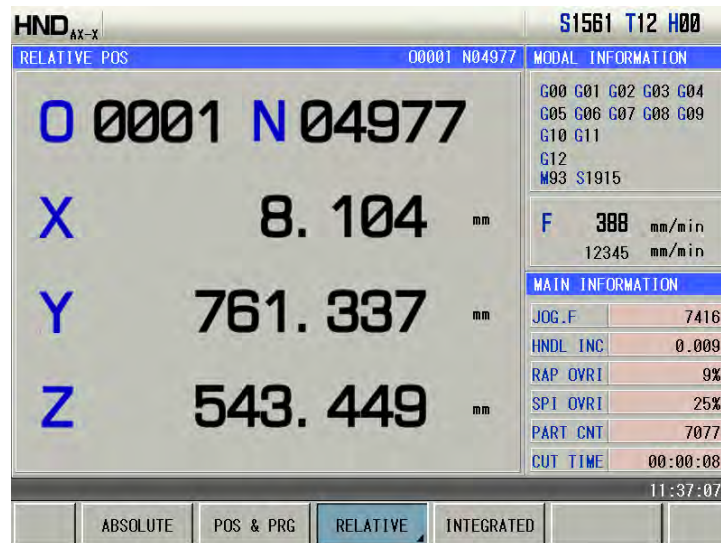 HND AX-X S1561 T12 H00
RELATIVE POS O0001 N04977
O 0001 N 04977
X 8.104 mm
Y 761.337 mm
Z 543.449 mm
MODAL INFORMATION
G00 G01 G02 G03 G04
G05 G06 G07 G08 G09
G10 G11
G12
M93 S1915
F 388 mm/min
12345 mm/min
MAIN INFORMATION
JOG.F 7416
HNDL INC 0.009
RAP OVRI 9%
SPI OVRI 25%
PART CNT 7077
CUT TIME 00:00:08
11:37:07
ABSOLUTE POS & PRG RELATIVE INTEGRATED